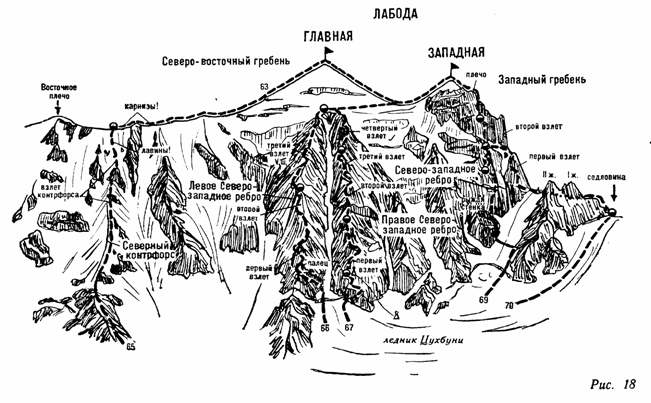 ЛАБОДА
ГЛАВНАЯ
ЗАПАДНАЯ
Северо-восточный гребень
63
плечо
Западный гребень
Восточное
плечо
карнизы!
лавины!
четвертый
взлет
второй взлет
третий
взлет
третий взлет
первый взлет
седловина
Северо-западное
ребро
II ж.
I ж.
взлет
контрфорса
Левое Северо-
западное ребро
второй взлет
второй
взлет
Правое Северо-
западное ребро
Северный
контрфорс
первый
взлет
палец
первый
взлет
65
66
67
69
70
ледник Цухбуни
Рис. 18